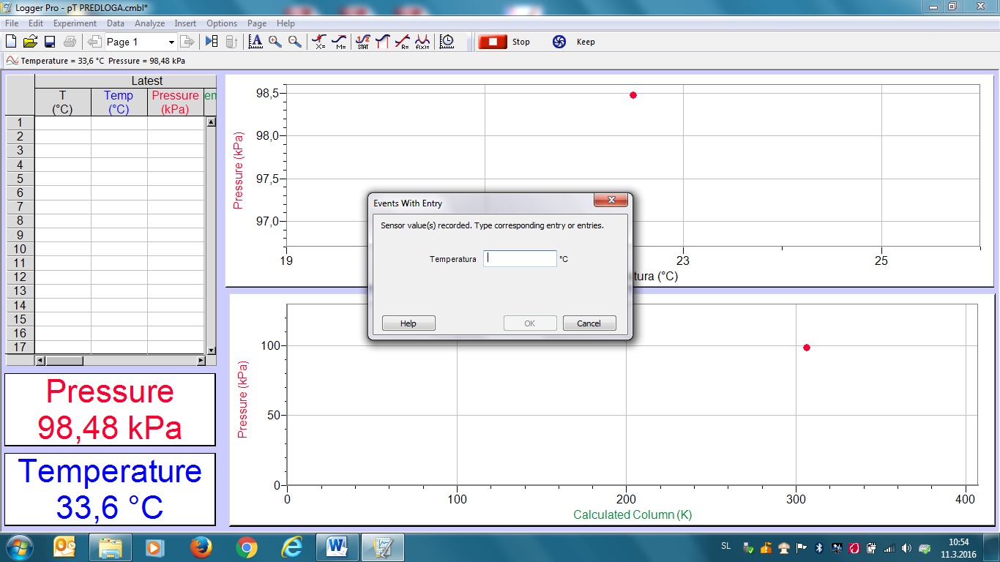 Logger Pro - pT PREDLOGA.cmbl*
File Edit Experiment Data Analyze Insert Options Page Help
Page 1
X= M= 1/2 STAT R= f(x)= Stop Keep
Temperature = 33,6 °C Pressure = 98,48 kPa
Latest
T Temp Pressure en
(°C) (°C) (kPa)
1
2
3
4
5
6
7
8
9
10
11
12
13
14
15
16
17
Pressure
98,48 kPa
Temperature
33,6 °C
Pressure (kPa)
98,5
98,0
97,5
97,0
19 23 25
tura (°C)
Events With Entry
Sensor value(s) recorded. Type corresponding entry or entries.
Temperatura °C
Help OK Cancel
Pressure (kPa)
100
50
0
0 100 200 300 400
Calculated Column (K)
SL
10:54
11.3.2016